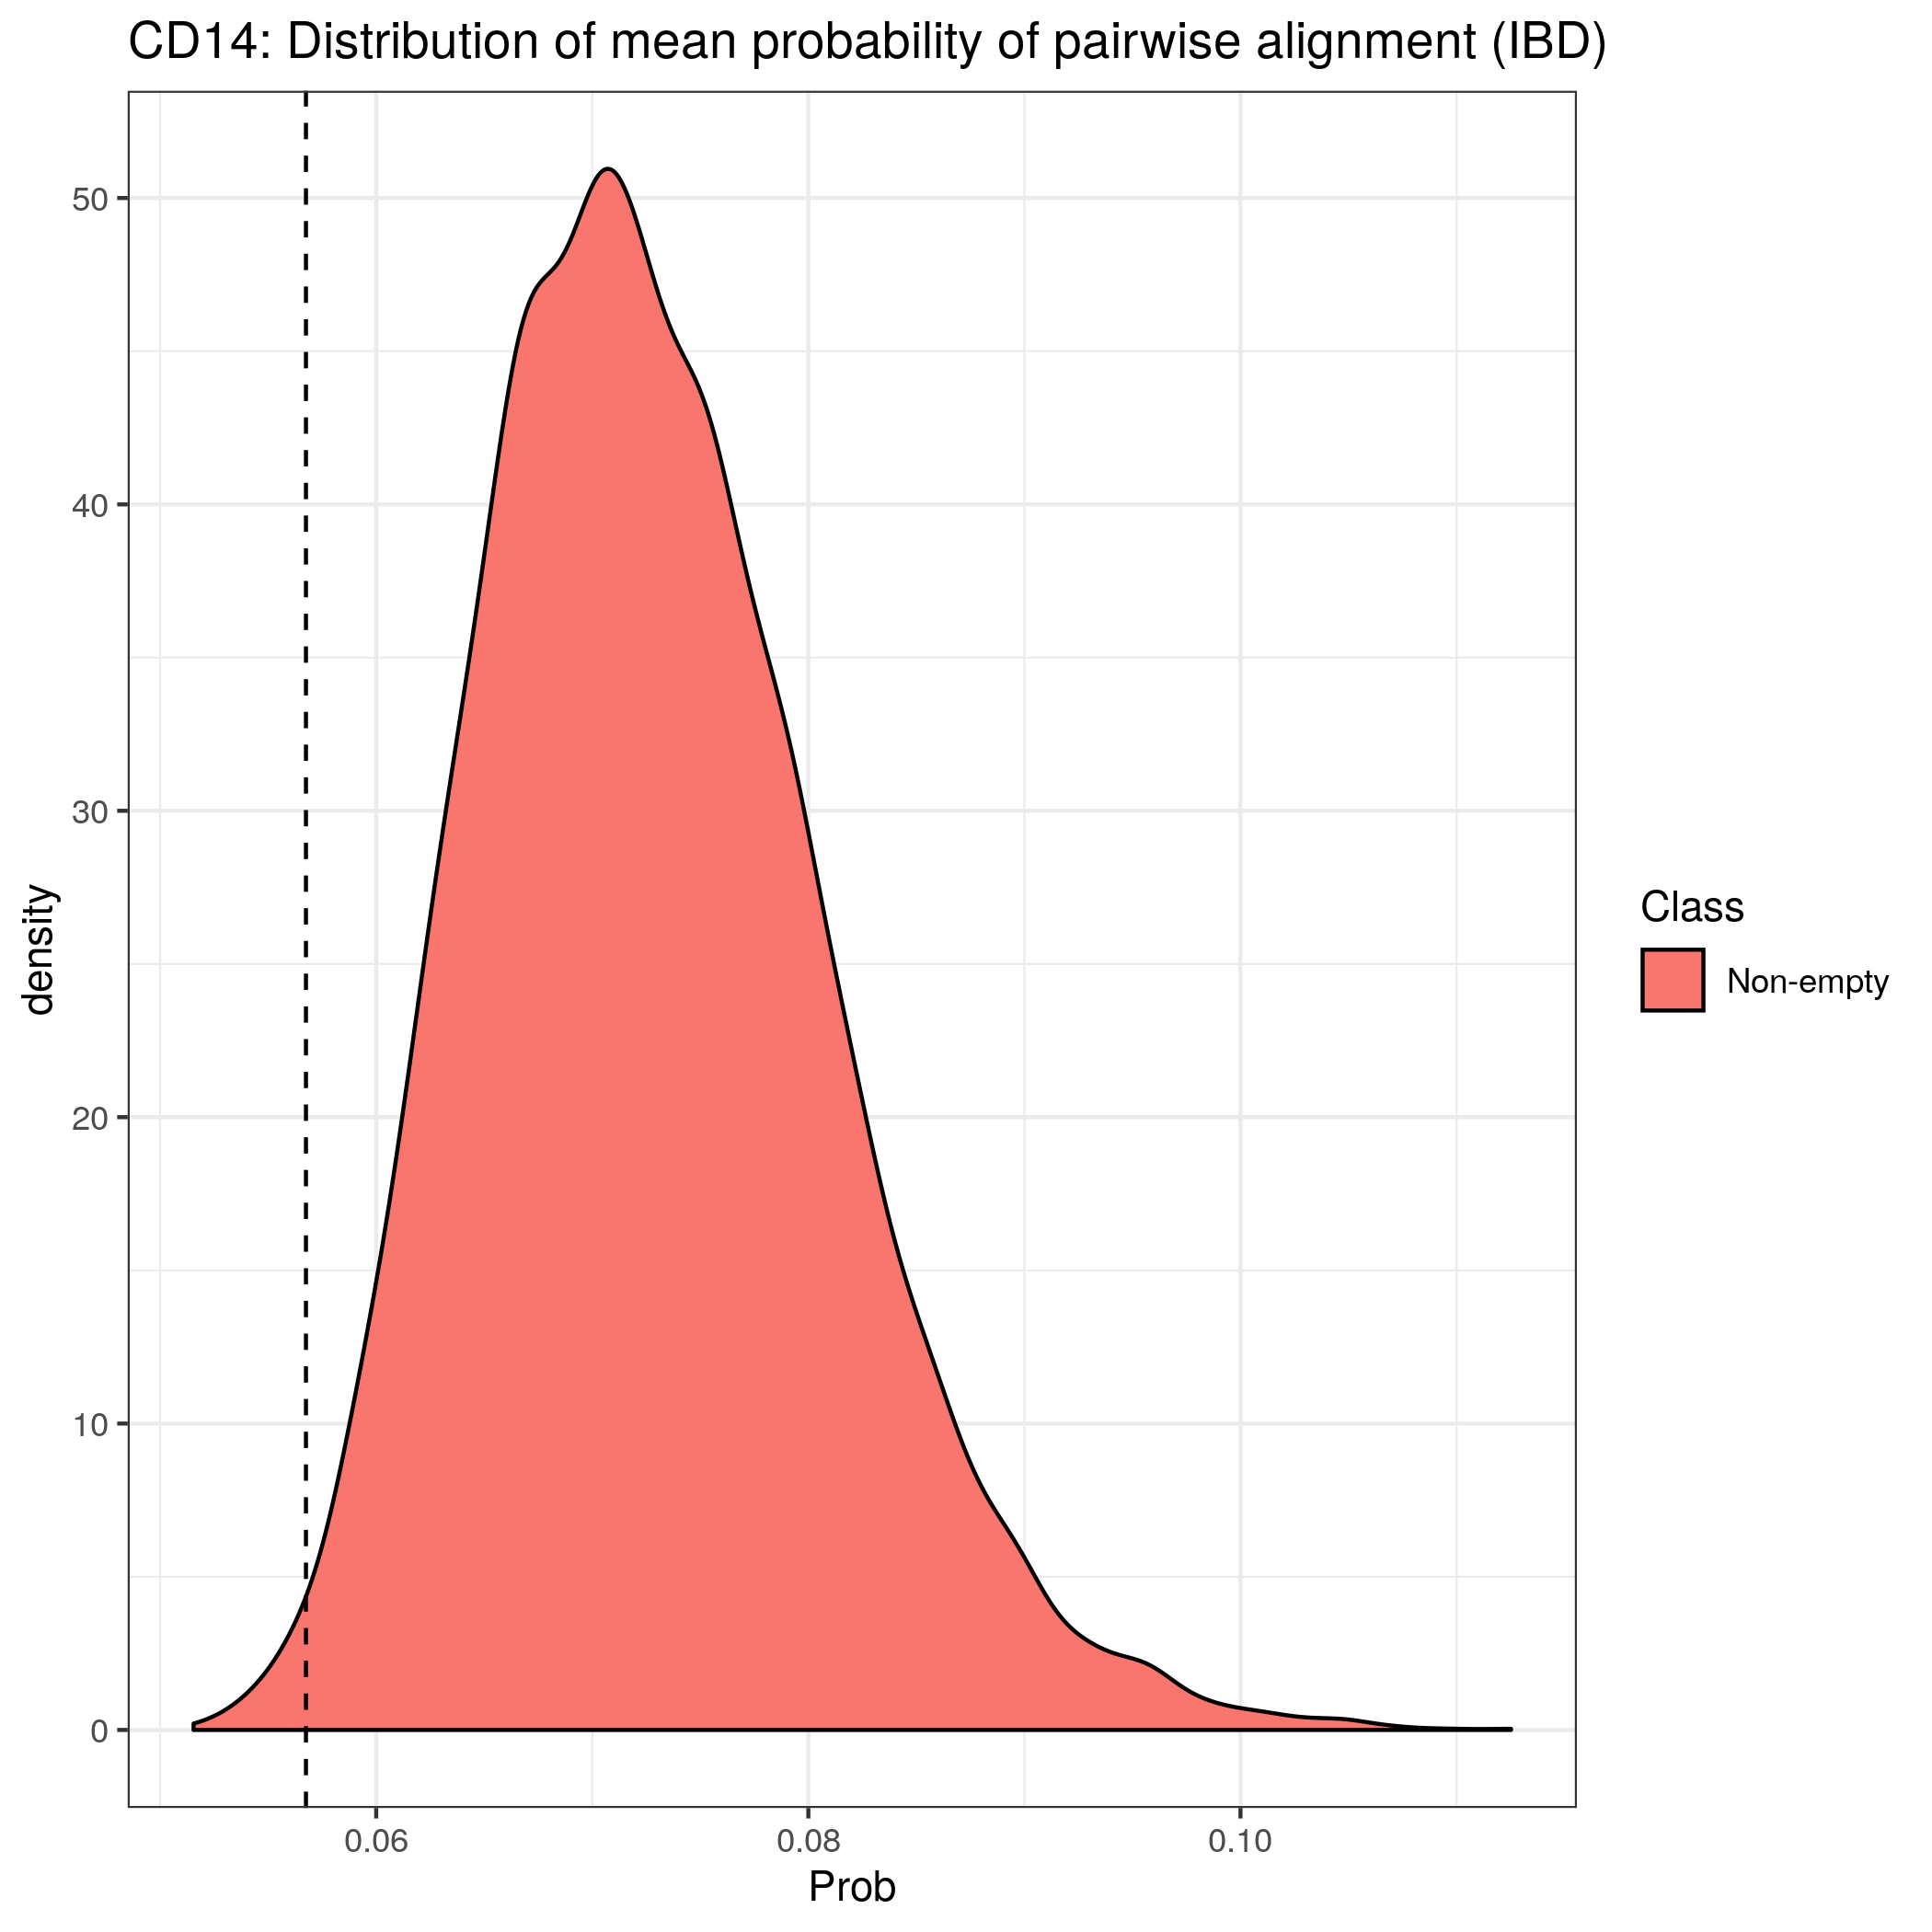 CD14: Distribution of mean probability of pairwise alignment (IBD)
50
40
30
20
10
0
density
0.06
0.08
0.10
Prob
Class
Non-empty